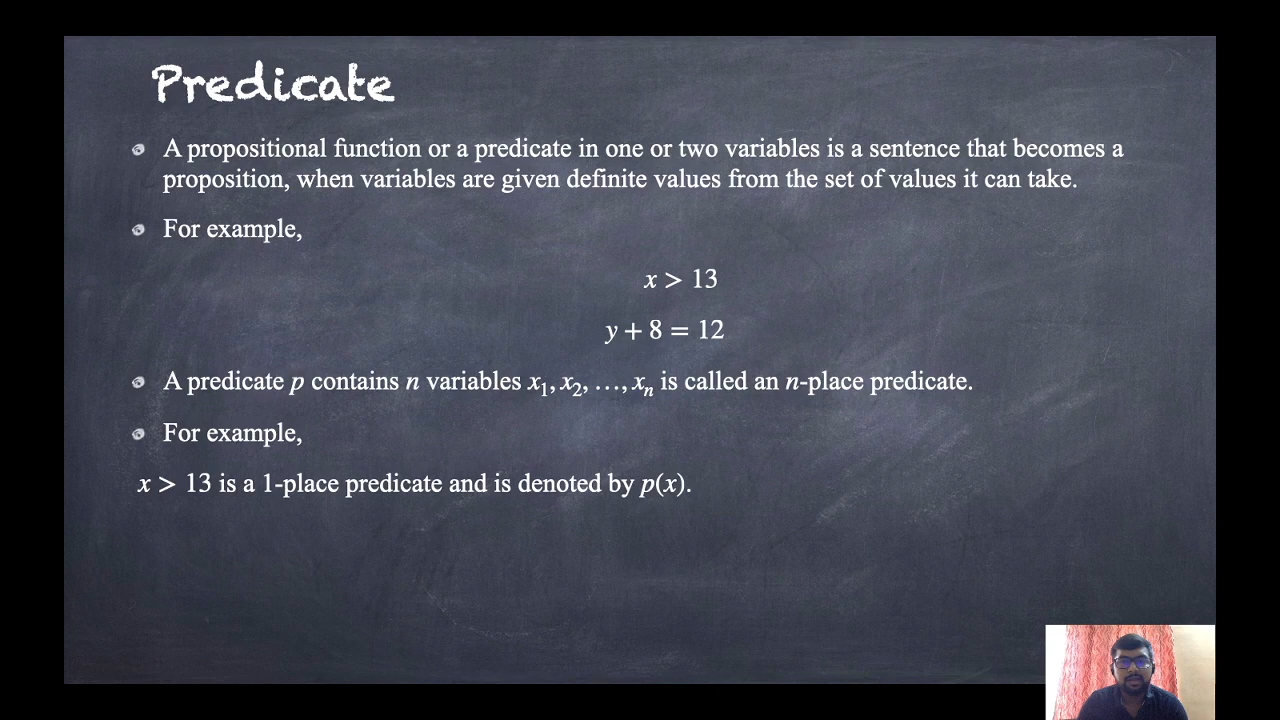 Predicate
A propositional function or a predicate in one or two variables is a sentence that becomes a
proposition, when variables are given definite values from the set of values it can take.
For example,
x > 13
y + 8 = 12
A predicate p contains n variables x₁, x₂, …, xₙ is called an n-place predicate.
For example,
x > 13 is a 1-place predicate and is denoted by p(x).